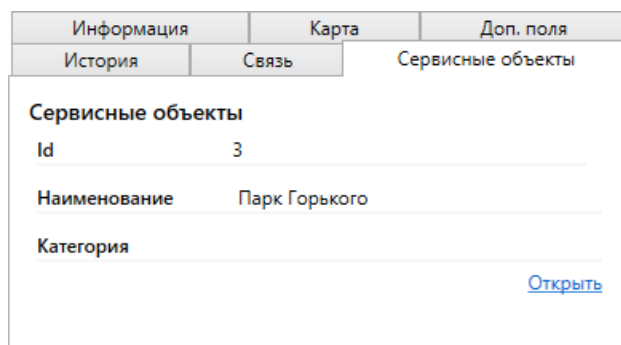 Информация Карта Доп. поля
История Связь Сервисные объекты
Сервисные объекты
Id 3
Наименование Парк Горького
Категория
Открыть